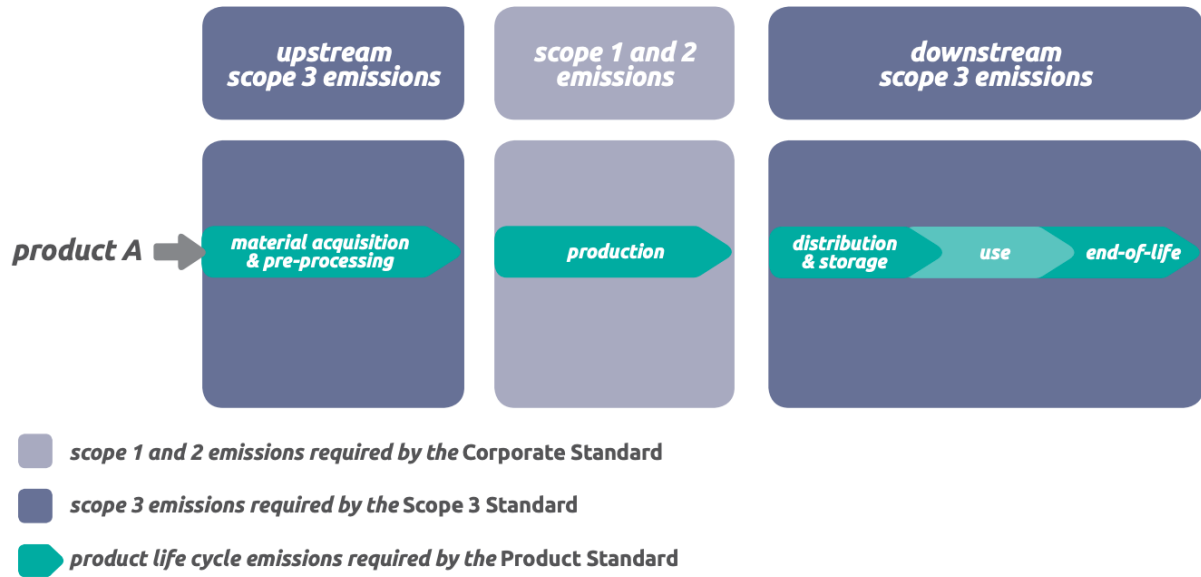 upstream
scope 3 emissions
scope 1 and 2
emissions
downstream
scope 3 emissions
product A
material acquisition
& pre-processing
production
distribution
& storage
use
end-of-life
scope 1 and 2 emissions required by the Corporate Standard
scope 3 emissions required by the Scope 3 Standard
product life cycle emissions required by the Product Standard